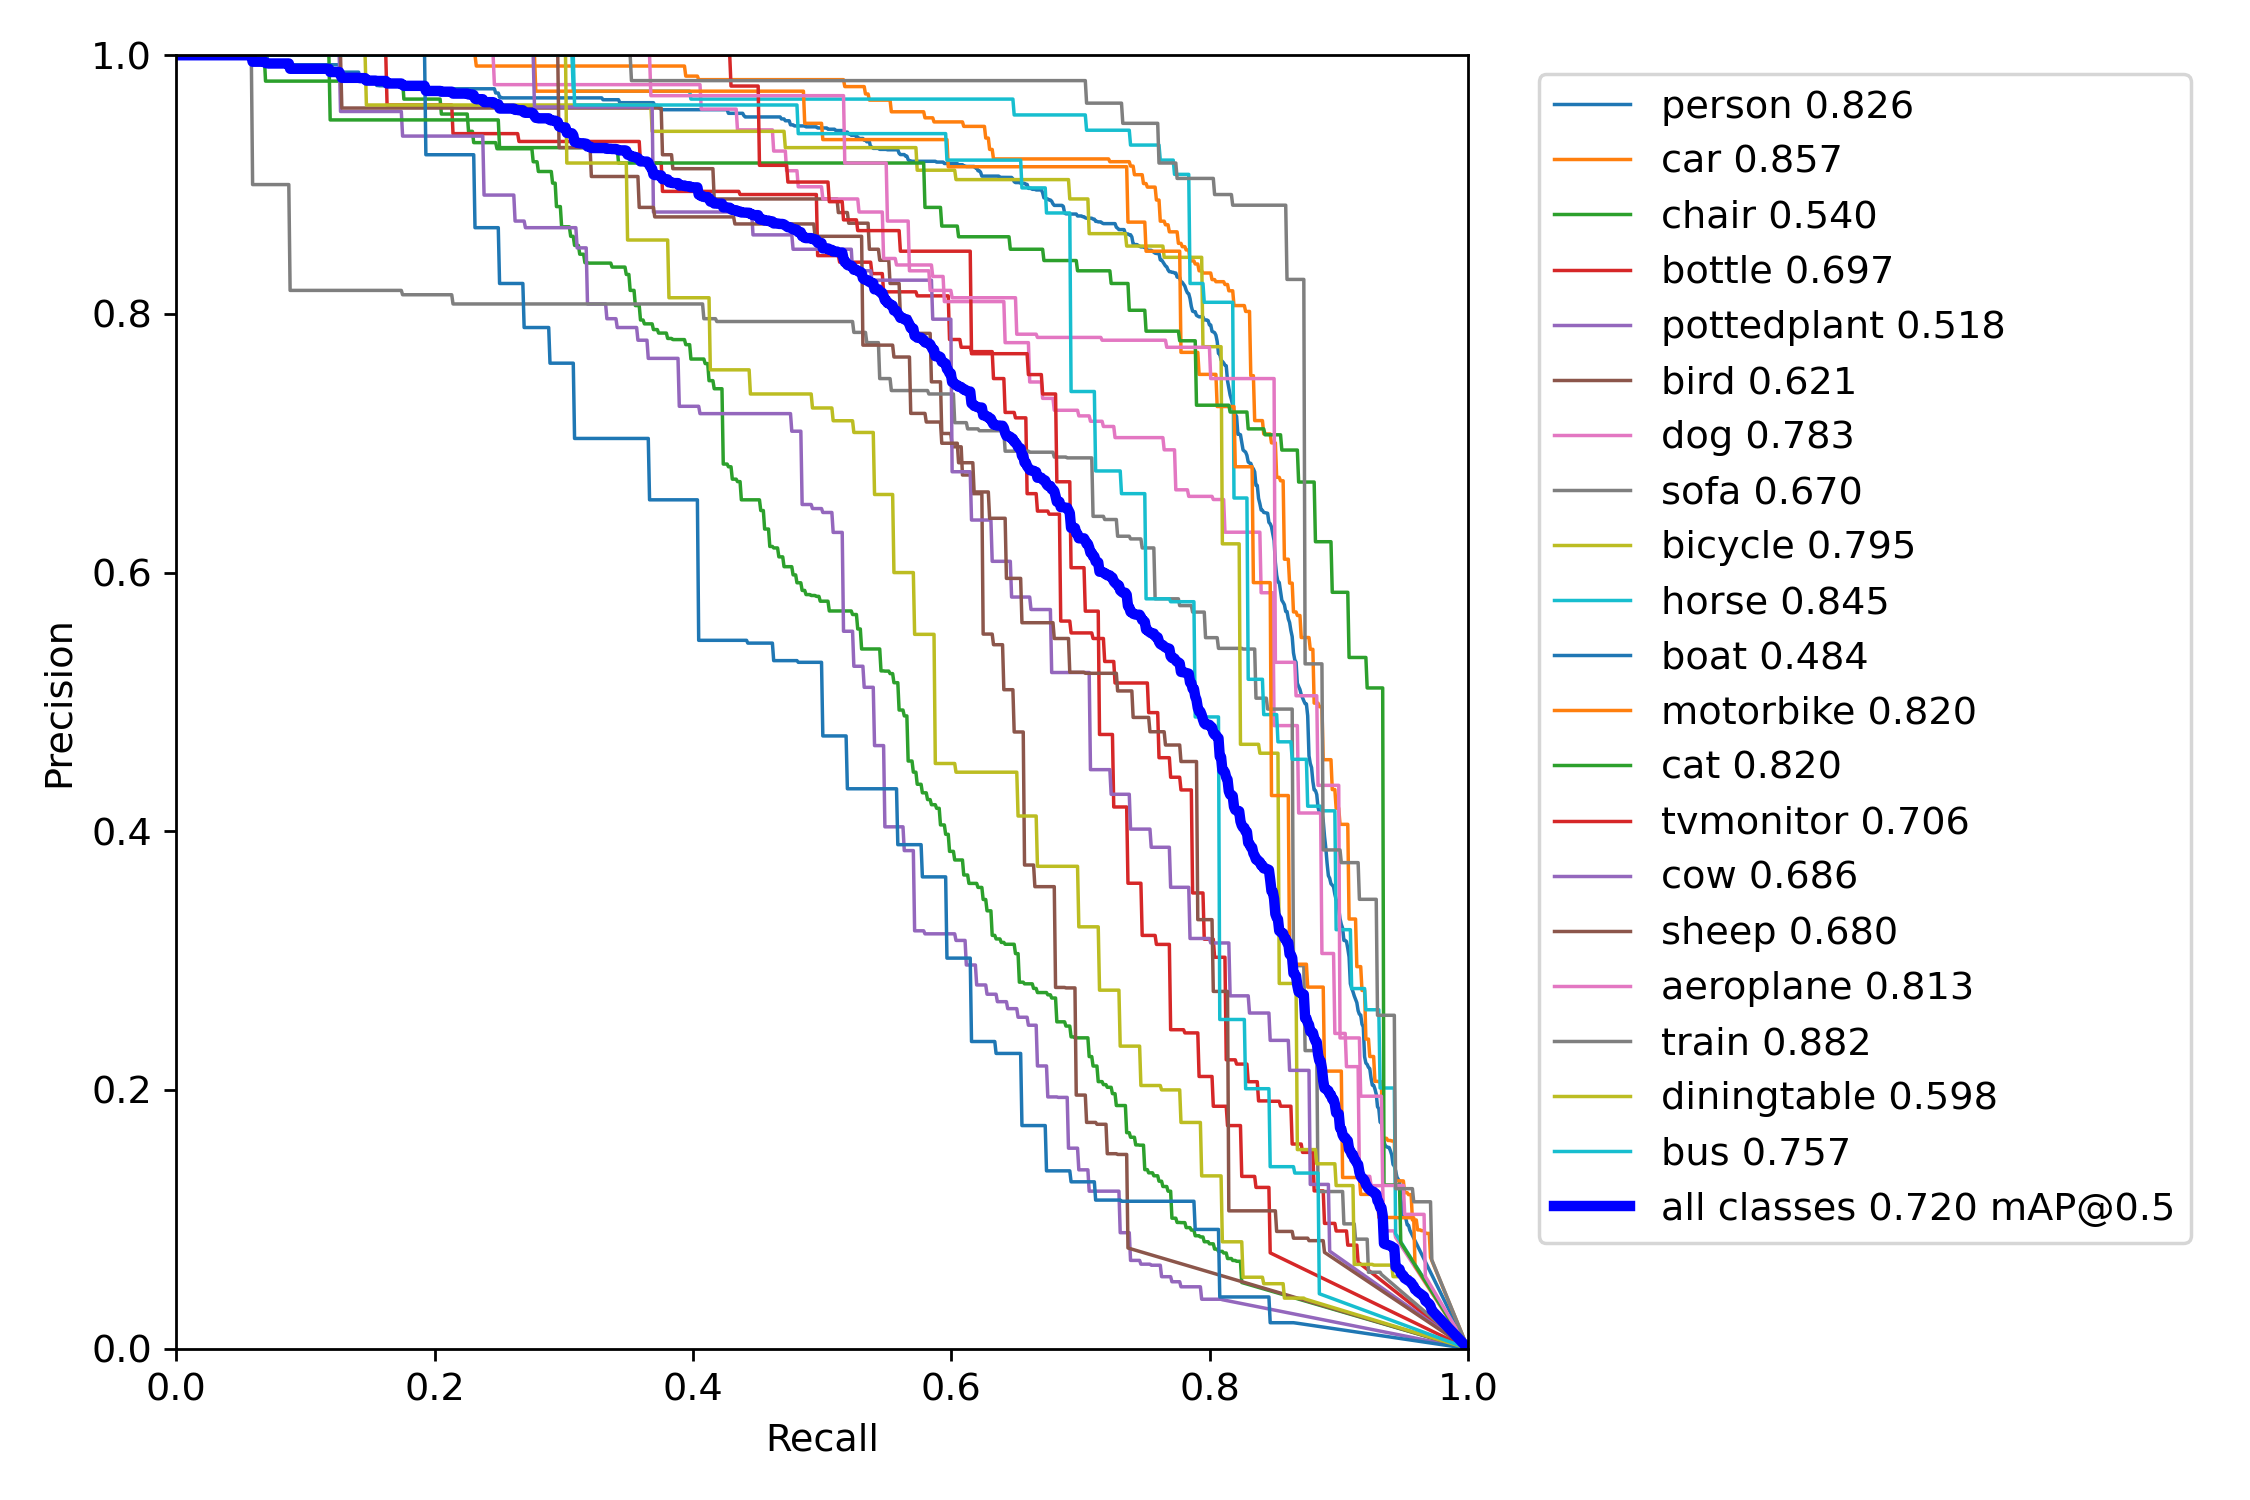 1.0
0.8
0.6
0.4
0.2
0.0
0.0 0.2 0.4 0.6 0.8 1.0
Precision
Recall
person 0.826
car 0.857
chair 0.540
bottle 0.697
pottedplant 0.518
bird 0.621
dog 0.783
sofa 0.670
bicycle 0.795
horse 0.845
boat 0.484
motorbike 0.820
cat 0.820
tvmonitor 0.706
cow 0.686
sheep 0.680
aeroplane 0.813
train 0.882
diningtable 0.598
bus 0.757
all classes 0.720 mAP@0.5